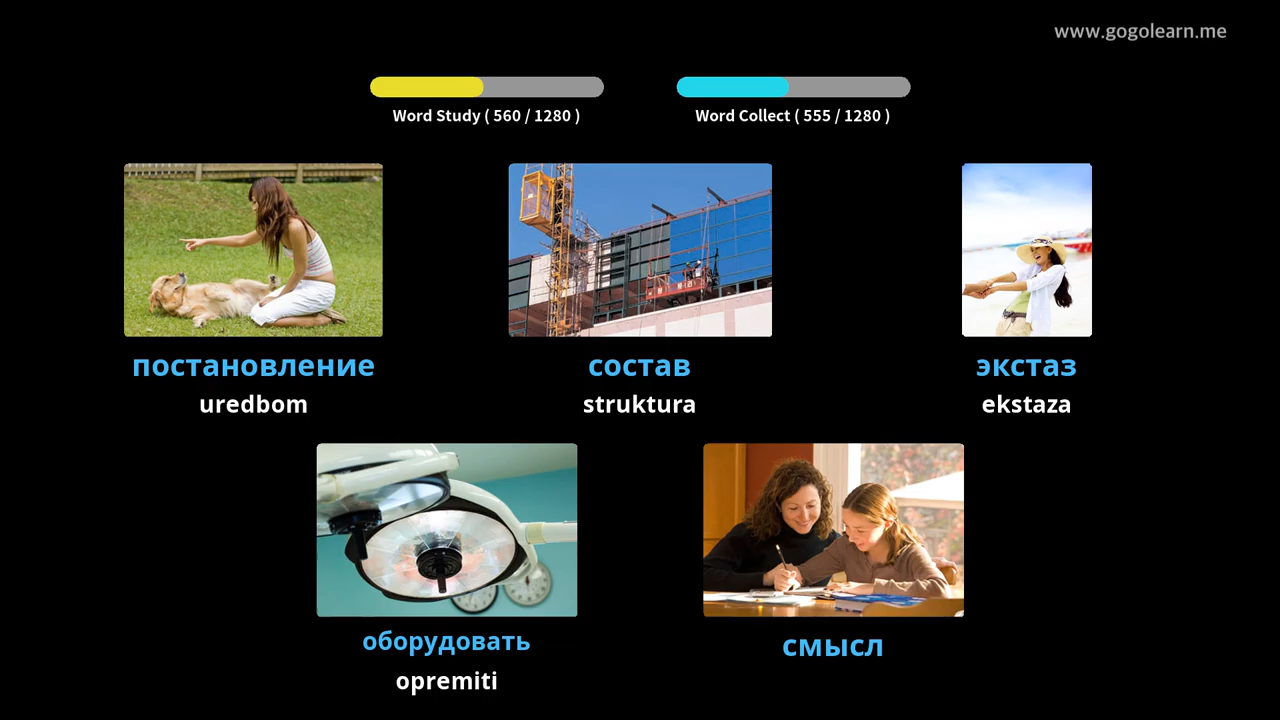 www.gogolearn.me
Word Study ( 560 / 1280 )
Word Collect ( 555 / 1280 )
постановление
uredbom
состав
struktura
экстаз
ekstaza
оборудовать
opremiti
смысл